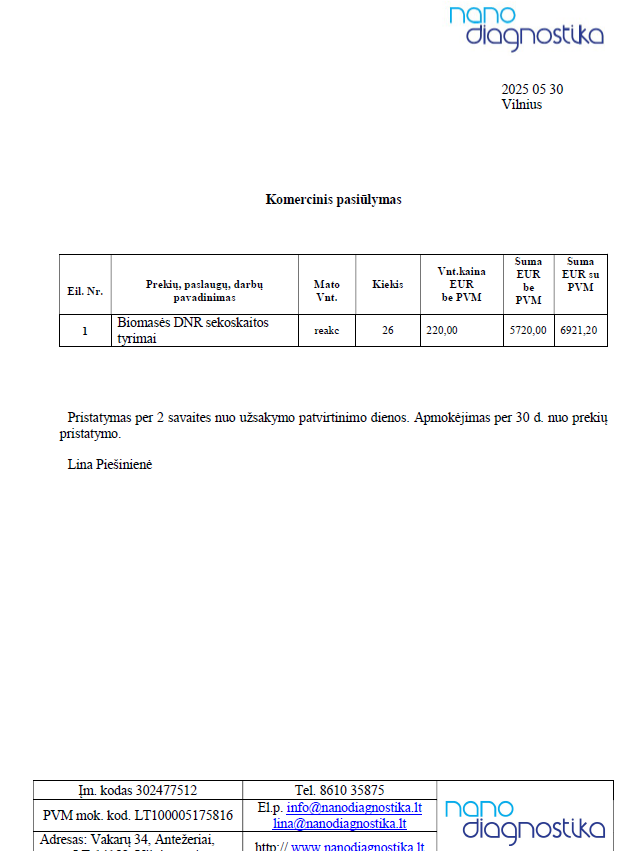 nano
diagnostika
2025 05 30
Vilnius
Komercinis pasiūlymas
Eil. Nr.
Prekių, paslaugų, darbų
pavadinimas
Mato
Vnt.
Kiekis
Vnt.kaina
EUR
be PVM
Suma
EUR
be
PVM
Suma
EUR su
PVM
1
Biomasės DNR sekoskaitos
tyrimai
reakc
26
220,00
5720,00
6921,20
Pristatymas per 2 savaites nuo užsakymo patvirtinimo dienos. Apmokėjimas per 30 d. nuo prekių
pristatymo.
Lina Piešinienė
Įm. kodas 302477512
Tel. 8610 35875
PVM mok. kod. LT100005175816
El.p. info@nanodiagnostika.lt
lina@nanodiagnostika.lt
Adresas: Vakarų 34, Antežeriai,
http:// www.nanodiagnostika.lt
nano
diagnostika